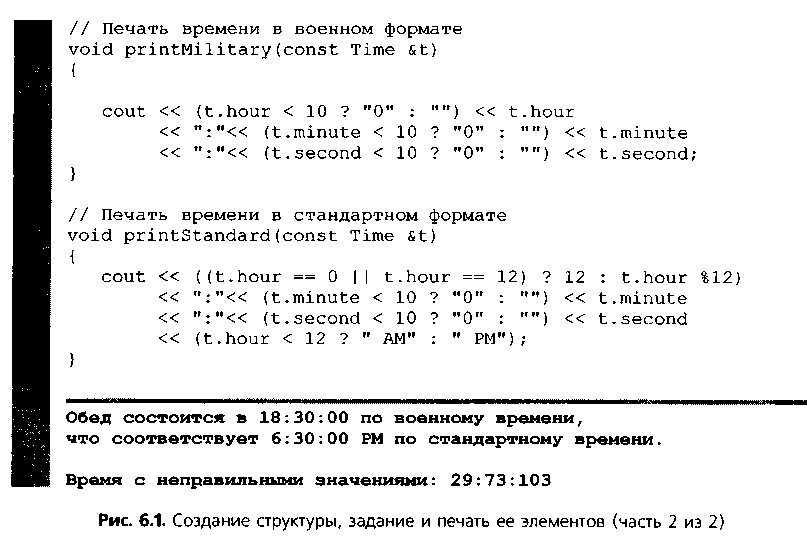 // Печать времени в военном формате
void printMilitary(const Time &t)
{
cout << (t.hour < 10 ? "0" : "") << t.hour
<< ":"<< (t.minute < 10 ? "0" : "") << t.minute
<< ":"<< (t.second < 10 ? "0" : "") << t.second;
}
// Печать времени в стандартном формате
void printStandard(const Time &t)
{
cout << ((t.hour == 0 || t.hour == 12) ? 12 : t.hour %12)
<< ":"<< (t.minute < 10 ? "0" : "") << t.minute
<< ":"<< (t.second < 10 ? "0" : "") << t.second
<< (t.hour < 12 ? " AM" : " PM");
}
Обед состоится в 18:30:00 по военному времени,
что соответствует 6:30:00 PM по стандартному времени.
Время с неправильными значениями: 29:73:103
Рис. 6.1. Создание структуры, задание и печать ее элементов (часть 2 из 2)